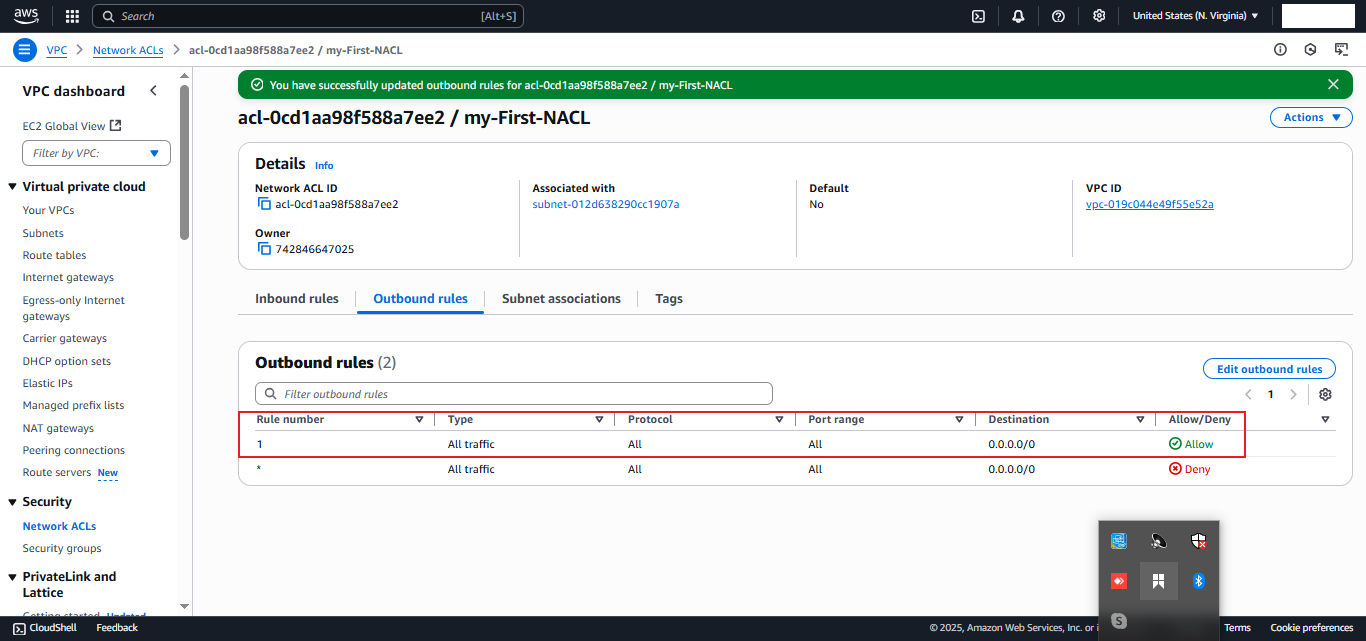 aws
Search [Alt+S]
United States (N. Virginia)
VPC > Network ACLs > acl-0cd1aa98f588a7ee2 / my-First-NACL
VPC dashboard
EC2 Global View
Filter by VPC:
Virtual private cloud
Your VPCs
Subnets
Route tables
Internet gateways
Egress-only Internet
gateways
Carrier gateways
DHCP option sets
Elastic IPs
Managed prefix lists
NAT gateways
Peering connections
Route servers New
Security
Network ACLs
Security groups
PrivateLink and
Lattice
Getting started Updated
You have successfully updated outbound rules for acl-0cd1aa98f588a7ee2 / my-First-NACL
acl-0cd1aa98f588a7ee2 / my-First-NACL
Actions
Details Info
Network ACL ID
acl-0cd1aa98f588a7ee2
Owner
742846647025
Associated with
subnet-012d638290cc1907a
Default
No
VPC ID
vpc-019c044e49f55e52a
Inbound rules
Outbound rules
Subnet associations
Tags
Outbound rules (2)
Edit outbound rules
Filter outbound rules
1
Rule number Type Protocol Port range Destination Allow/Deny
1 All traffic All All 0.0.0.0/0 Allow
* All traffic All All 0.0.0.0/0 Deny
S
CloudShell Feedback
© 2025, Amazon Web Services, Inc. or i
Terms Cookie preferences